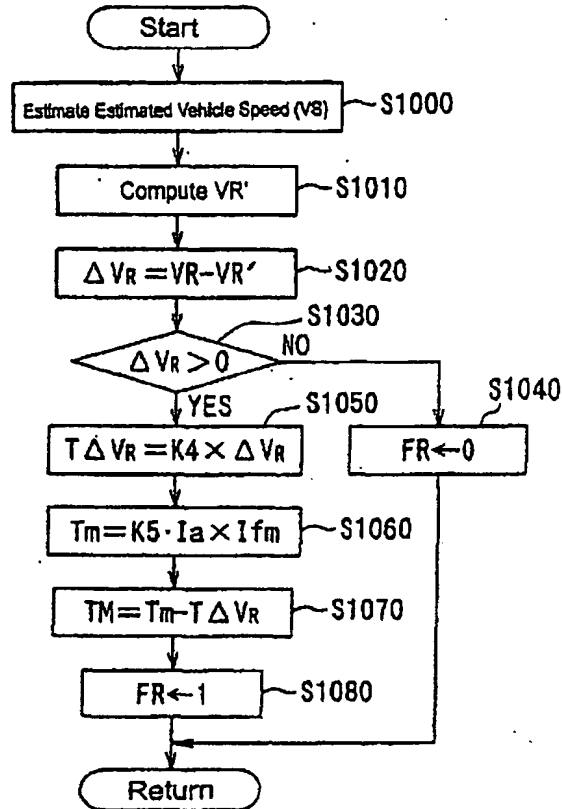 Start
Estimate Estimated Vehicle Speed (VS) S1000
Compute VR' S1010
ΔVR=VR-VR' S1020
S1030
ΔVR>0 NO
YES
S1050
S1040
TΔVR=K4×ΔVR
FR←0
Tm=K5·Ia×Ifm S1060
TM=Tm-TΔVR S1070
FR←1 S1080
Return